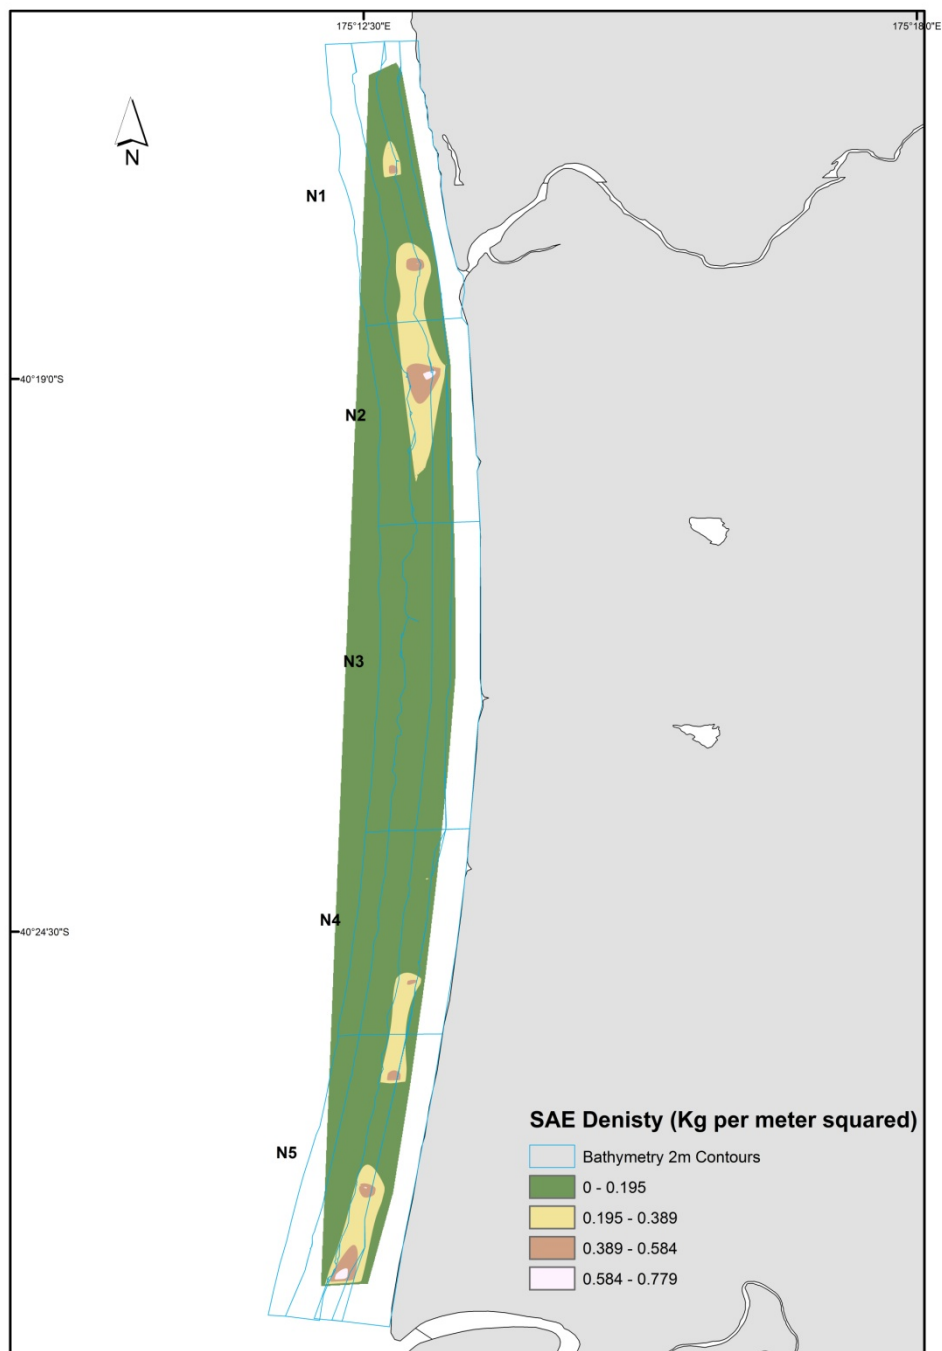 175°12'30"E
175°18'0"E
N
N1
40°19'0"S
N2
N3
N4
40°24'30"S
N5
SAE Denisty (Kg per meter squared)
Bathymetry 2m Contours
0 - 0.195
0.195 - 0.389
0.389 - 0.584
0.584 - 0.779